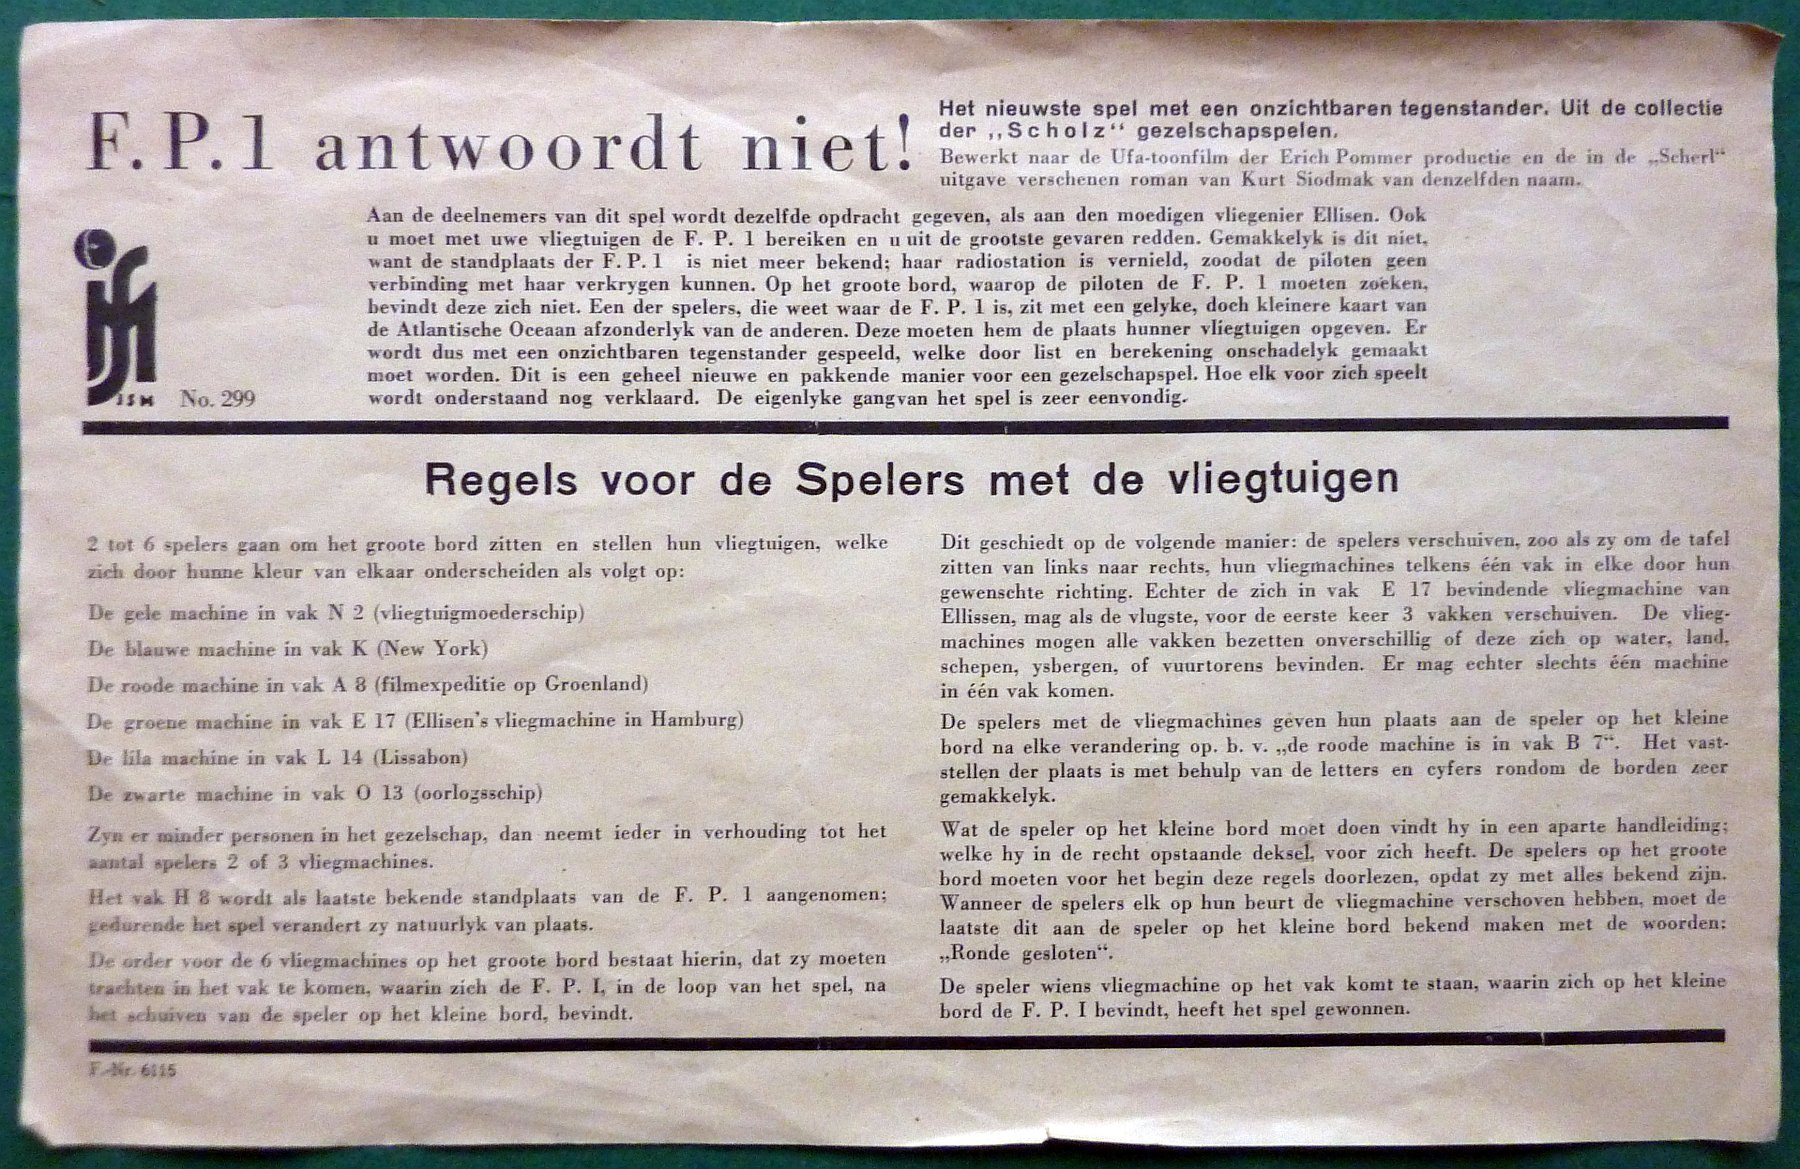 F. P. 1 antwoordt niet!
Het nieuwste spel met een onzichtbaren tegenstander. Uit de collectie
der „Scholz“ gezelschapspelen.
Bewerkt naar de Ufa-toonfilm der Erich Pommer productie en de in de „Scherl“
uitgave verschenen roman van Kurt Siodmak van denzelfden naam.
Aan de deelnemers van dit spel wordt dezelfde opdracht gegeven, als aan den moedigen vliegenier Ellisen. Ook
u moet met uwe vliegtuigen de F. P. 1 bereiken en u uit de grootste gevaren redden. Gemakkelyk is dit niet,
want de standplaats der F. P. 1 is niet meer bekend; haar radiostation is vernield, zoodat de piloten geen
verbinding met haar verkrygen kunnen. Op het groote bord, waarop de piloten de F. P. 1 moeten zoeken,
bevindt deze zich niet. Een der spelers, die weet waar de F. P. 1 is, zit met een gelyke, doch kleinere kaart van
de Atlantische Oceaan afzonderlyk van de anderen. Deze moeten hem de plaats hunner vliegtuigen opgeven. Er
wordt dus met een onzichtbaren tegenstander gespeeld, welke door list en berekening onschadelyk gemaakt
moet worden. Dit is een geheel nieuwe en pakkende manier voor een gezelschapspel. Hoe elk voor zich speelt
wordt onderstaand nog verklaard. De eigenlyke gangvan het spel is zeer eenvondig.
JSM
No. 299
Regels voor de Spelers met de vliegtuigen
2 tot 6 spelers gaan om het groote bord zitten en stellen hun vliegtuigen, welke
zich door hunne kleur van elkaar onderscheiden als volgt op:
De gele machine in vak N 2 (vliegtuigmoederschip)
De blauwe machine in vak K (New York)
De roode machine in vak A 8 (filmexpeditie op Groenland)
De groene machine in vak E 17 (Ellisen's vliegmachine in Hamburg)
De lila machine in vak L 14 (Lissabon)
De zwarte machine in vak O 13 (oorlogsschip)
Zyn er minder personen in het gezelschap, dan neemt ieder in verhouding tot het
aantal spelers 2 of 3 vliegmachines.
Het vak H 8 wordt als laatste bekende standplaats van de F. P. 1 aangenomen;
gedurende het spel verandert zy natuurlyk van plaats.
De order voor de 6 vliegmachines op het groote bord bestaat hierin, dat zy moeten
trachten in het vak te komen, waarin zich de F. P. I, in de loop van het spel, na
het schuiven van de speler op het kleine bord, bevindt.
Dit geschiedt op de volgende manier: de spelers verschuiven, zoo als zy om de tafel
zitten van links naar rechts, hun vliegmachines telkens één vak in elke door hun
gewenschte richting. Echter de zich in vak E 17 bevindende vliegmachine van
Ellissen, mag als de vlugste, voor de eerste keer 3 vakken verschuiven. De vlieg-
machines mogen alle vakken bezetten onverschillig of deze zich op water, land,
schepen, ysbergen, of vuurtorens bevinden. Er mag echter slechts één machine
in één vak komen.
De spelers met de vliegmachines geven hun plaats aan de speler op het kleine
bord na elke verandering op. b. v. „de roode machine is in vak B 7“. Het vast-
stellen der plaats is met behulp van de letters en cyfers rondom de borden zeer
gemakkelyk.
Wat de speler op het kleine bord moet doen vindt hy in een aparte handleiding;
welke hy in de recht opstaande deksel, voor zich heeft. De spelers op het groote
bord moeten voor het begin deze regels doorlezen, opdat zy met alles bekend zijn.
Wanneer de spelers elk op hun beurt de vliegmachine verschoven hebben, moet de
laatste dit aan de speler op het kleine bord bekend maken met de woorden:
„Ronde gesloten“.
De speler wiens vliegmachine op het vak komt te staan, waarin zich op het kleine
bord de F. P. I bevindt, heeft het spel gewonnen.
F.-Nr. 6115